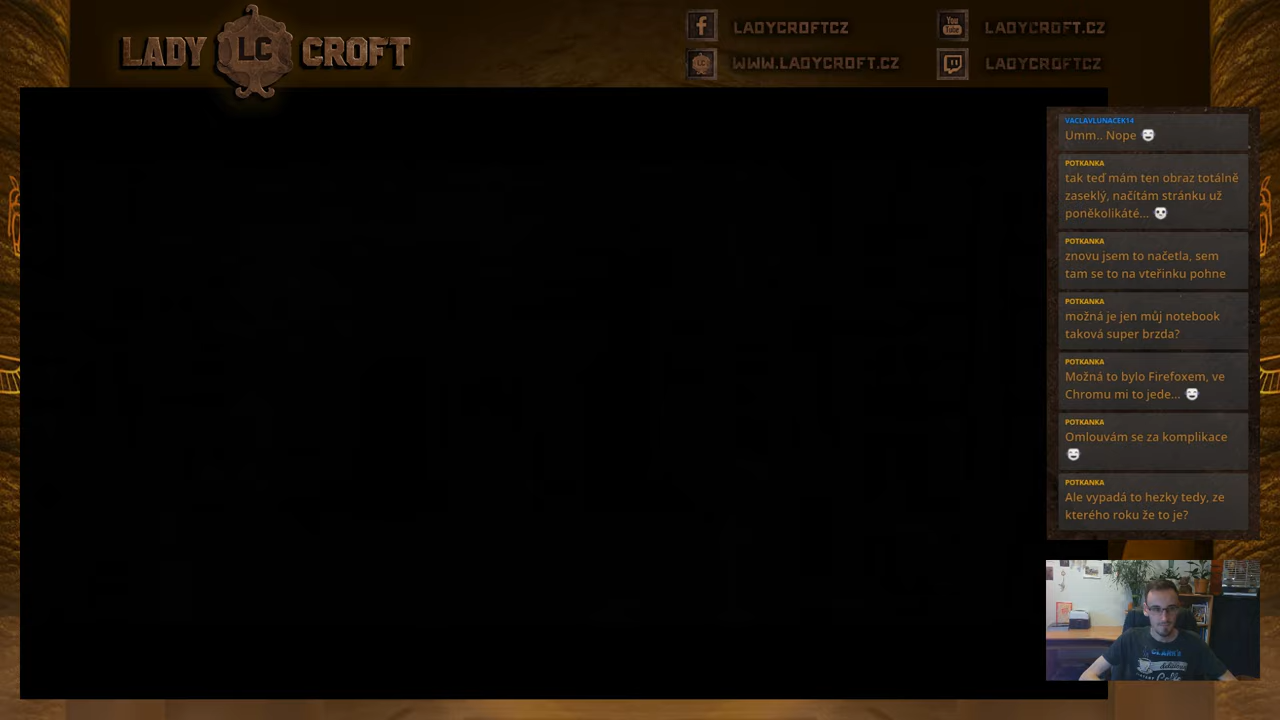 LADY LC CROFT
LADYCROFTCZ
You Tube
LADYCROFT.CZ
LC
WWW.LADYCROFT.CZ
LADYCROFTCZ
VACLAVLUNACEK14
Umm.. Nope
POTKANKA
tak teď mám ten obraz totálně
zaseklý, načítám stránku už
poněkolikáté...
POTKANKA
znovu jsem to načetla, sem
tam se to na vteřinku pohne
POTKANKA
možná je jen můj notebook
taková super brzda?
POTKANKA
Možná to bylo Firefoxem, ve
Chromu mi to jede...
POTKANKA
Omlouvám se za komplikace
POTKANKA
Ale vypadá to hezky tedy, ze
kterého roku že to je?